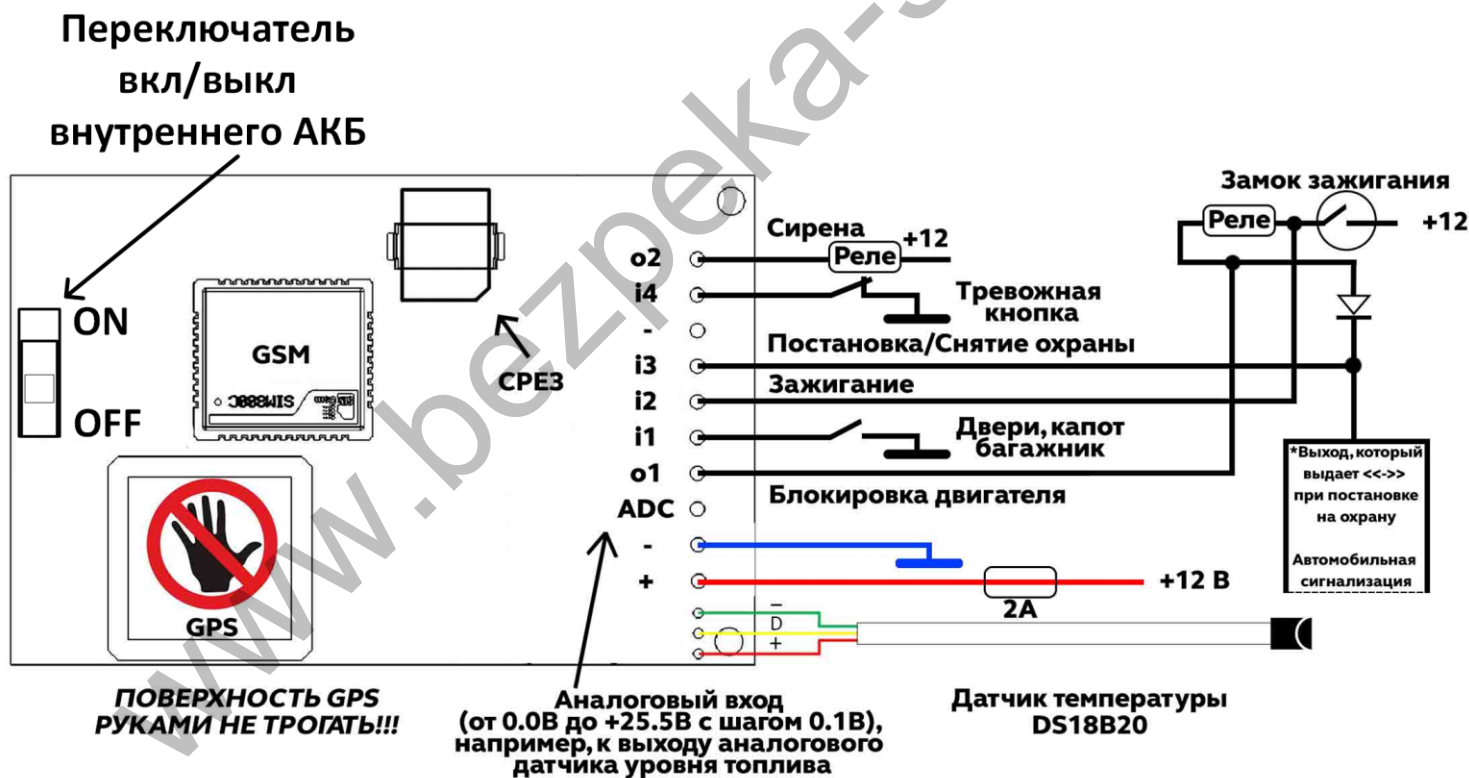 Переключатель
вкл/выкл
внутреннего АКБ
ON
OFF
GSM
SIM800C
СРЕЗ
GPS
ПОВЕРХНОСТЬ GPS
РУКАМИ НЕ ТРОГАТЬ!!!
o2
i4
-
i3
i2
i1
o1
ADC
-
+
Сирена
Реле
+12
Тревожная
кнопка
Постановка/Снятие охраны
Зажигание
Двери, капот
багажник
Блокировка двигателя
2А
+12 В
−
D
+
Замок зажигания
Реле
+12
*Выход, который
выдает <<->>
при постановке
на охрану
Автомобильная
сигнализация
Аналоговый вход
(от 0.0В до +25.5В с шагом 0.1В),
например, к выходу аналогового
датчика уровня топлива
Датчик температуры
DS18B20
www.bezpeka-